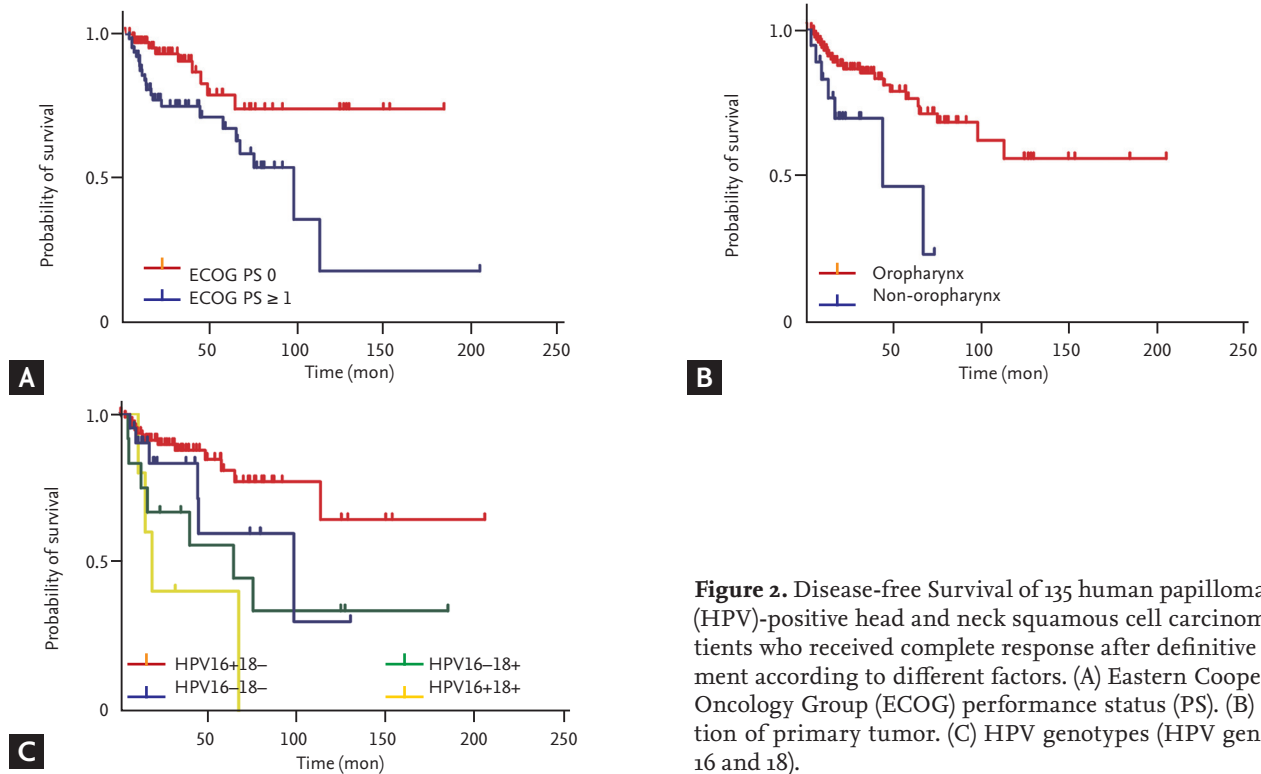 1.0
0.5
0
Probability of survival
ECOG PS 0
ECOG PS ≥ 1
50 100 150 200 250
Time (mon)
A
1.0
0.5
0
Probability of survival
Oropharynx
Non-oropharynx
50 100 150 200 250
Time (mon)
B
1.0
0.5
0
Probability of survival
HPV16+18–
HPV16–18–
HPV16–18+
HPV16+18+
50 100 150 200 250
Time (mon)
C
Figure 2. Disease-free Survival of 135 human papilloma
(HPV)-positive head and neck squamous cell carcinom
tients who received complete response after definitive
ment according to different factors. (A) Eastern Coope
Oncology Group (ECOG) performance status (PS). (B)
tion of primary tumor. (C) HPV genotypes (HPV gen
16 and 18).